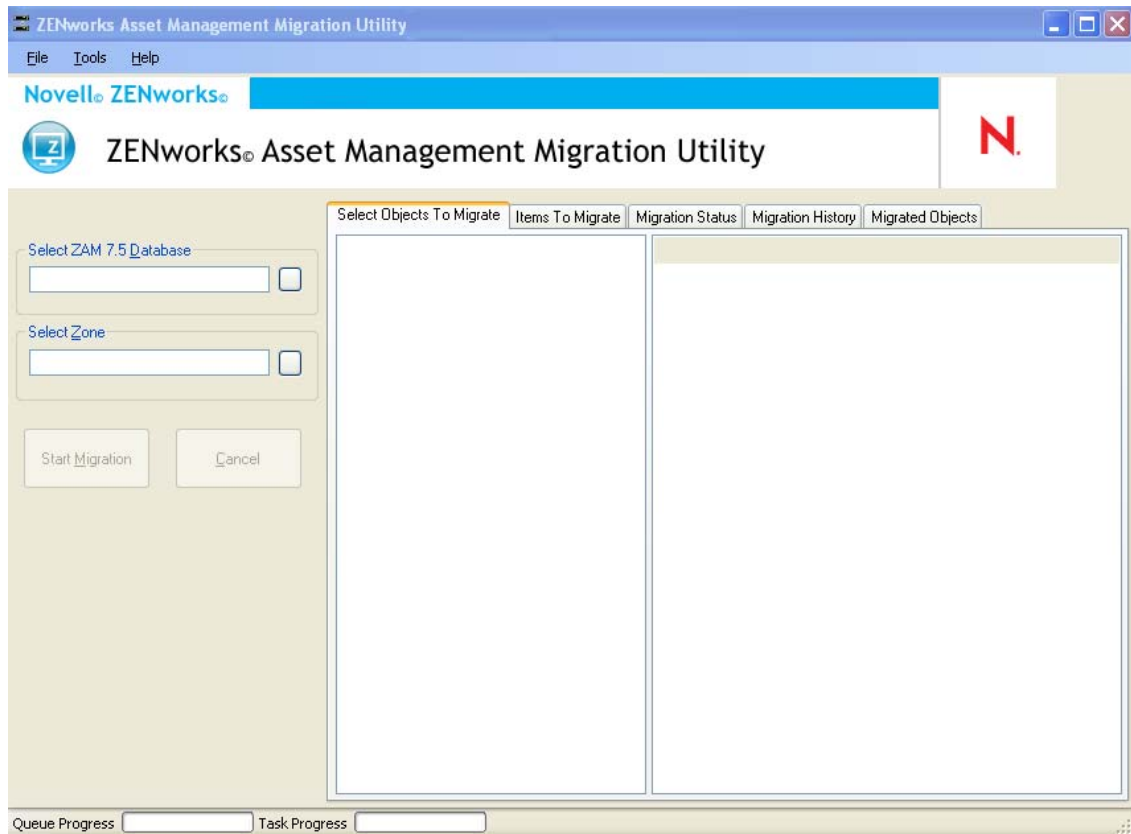 ZENworks Asset Management Migration Utility
File Tools Help
Novell® ZENworks®
ZENworks® Asset Management Migration Utility
N.
Select Objects To Migrate Items To Migrate Migration Status Migration History Migrated Objects
Select ZAM 7.5 Database
Select Zone
Start Migration Cancel
Queue Progress Task Progress